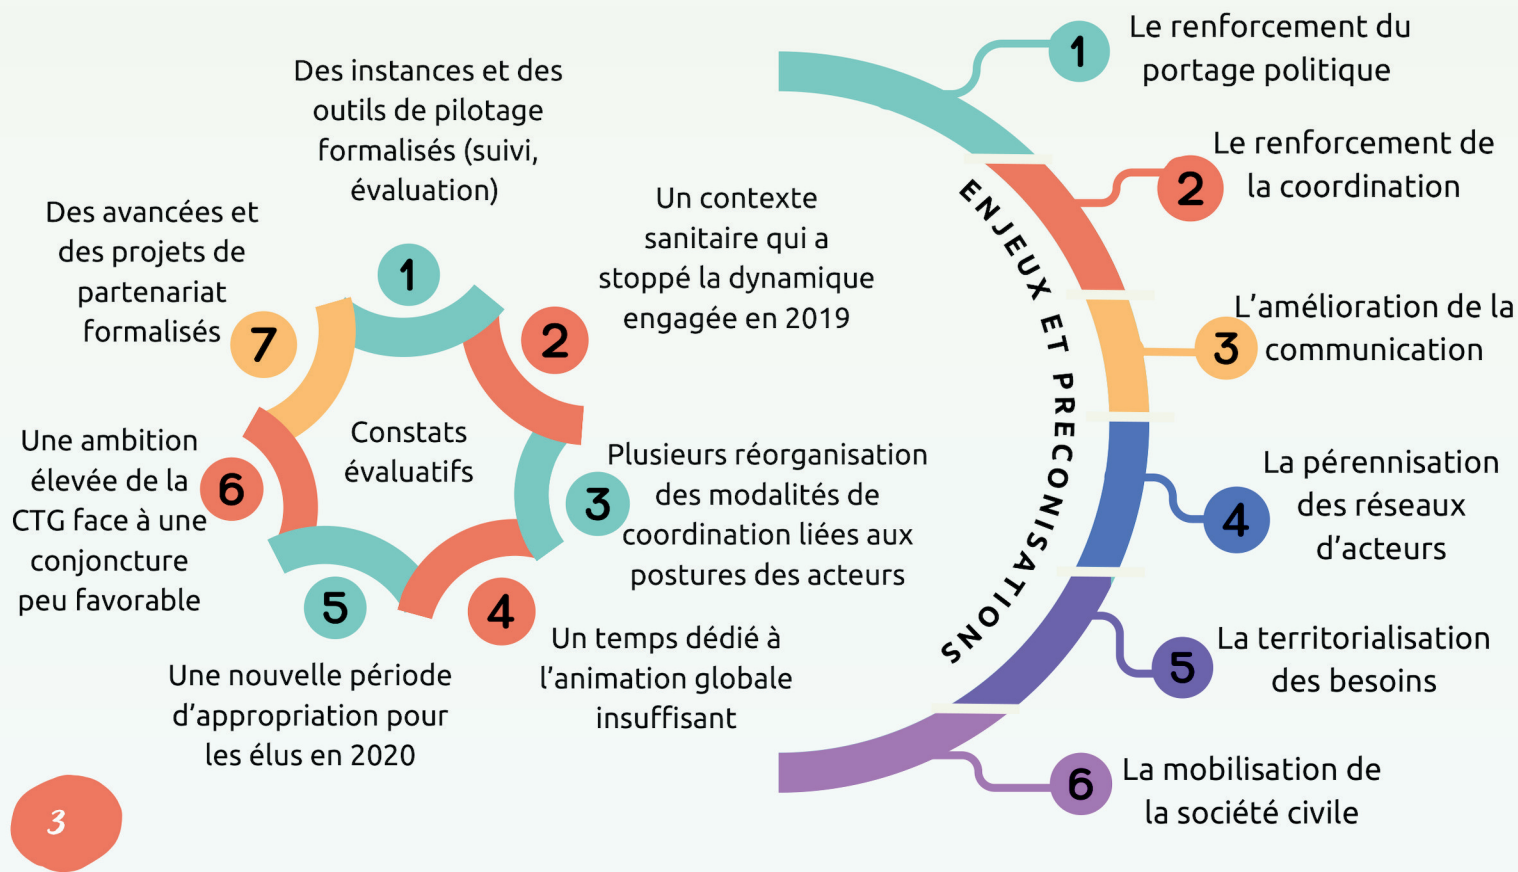 Des instances et des
outils de pilotage
formalisés (suivi,
évaluation)
1
Un contexte
sanitaire qui a
stoppé la dynamique
engagée en 2019
2
Plusieurs réorganisation
des modalités de
coordination liées aux
postures des acteurs
3
Un temps dédié à
l'animation globale
insuffisant
4
Une nouvelle période
d'appropriation pour
les élus en 2020
5
Une ambition
élevée de la
CTG face à une
conjoncture
peu favorable
6
Des avancées et
des projets de
partenariat
formalisés
7
Constats
évaluatifs
ENJEUX ET PRECONISATIONS
1
Le renforcement du
portage politique
2
Le renforcement de
la coordination
3
L'amélioration de la
communication
4
La pérennisation
des réseaux
d'acteurs
5
La territorialisation
des besoins
6
La mobilisation de
la société civile
3